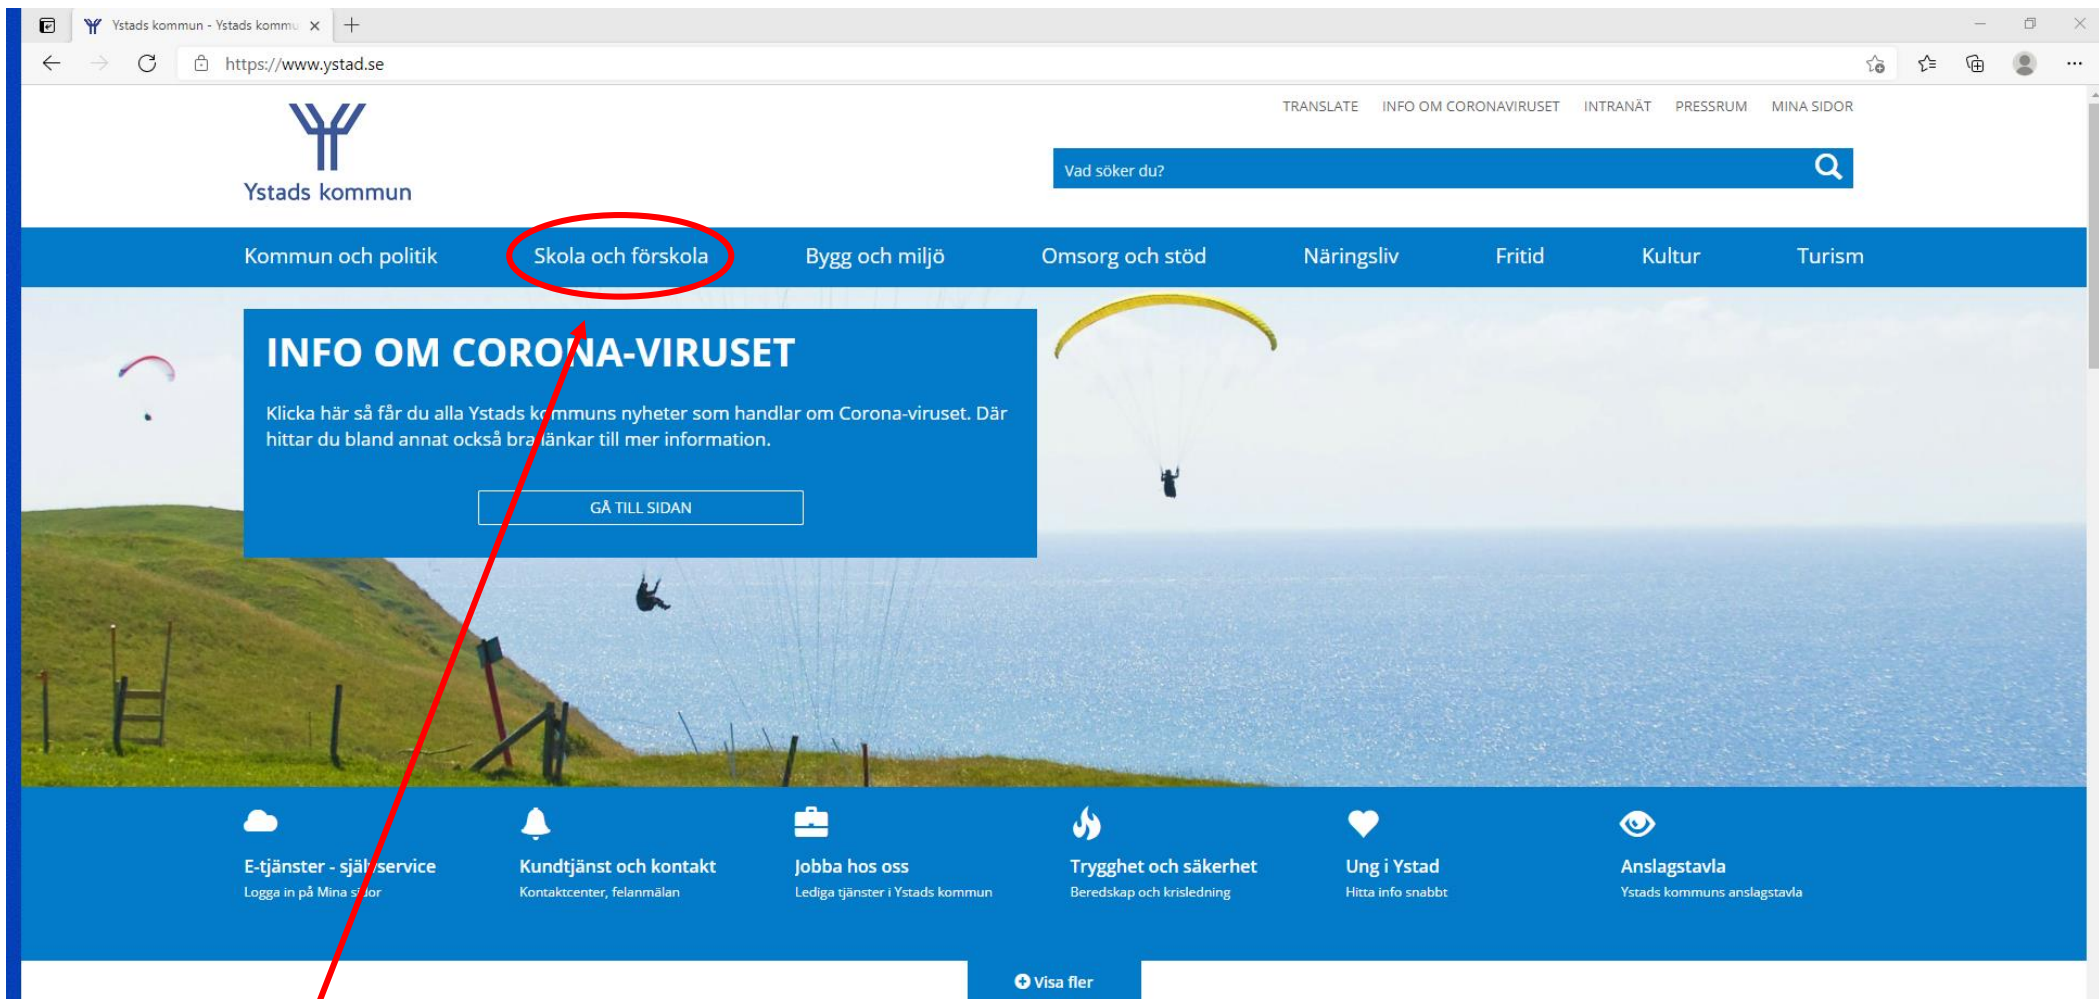 Ystads kommun - Ystads kommu
https://www.ystad.se
TRANSLATE INFO OM CORONAVIRUSET INTRANÄT PRESSRUM MINA SIDOR
Ystads kommun
Vad söker du?
Kommun och politik Skola och förskola Bygg och miljö Omsorg och stöd Näringsliv Fritid Kultur Turism
INFO OM CORONA-VIRUSET
Klicka här så får du alla Ystads kommuns nyheter som handlar om Corona-viruset. Där
hittar du bland annat också bra länkar till mer information.
GÅ TILL SIDAN
E-tjänster - självservice Kundtjänst och kontakt Jobba hos oss Trygghet och säkerhet Ung i Ystad Anslagstavla
Logga in på Mina sidor Kontaktcenter, felanmälan Lediga tjänster i Ystads kommun Beredskap och krisledning Hitta info snabbt Ystads kommuns anslagstavla
Visa fler